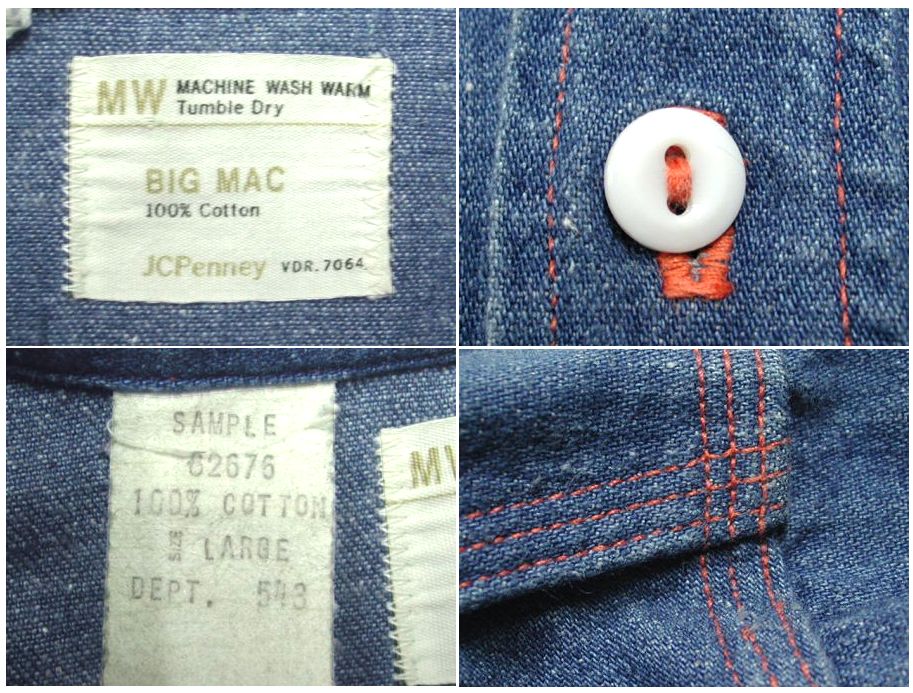 MW MACHINE WASH WARM
Tumble Dry
BIG MAC
100% Cotton
JCPenney VDR. 7064
SAMPLE
62676
100% COTTON
SIZE LARGE
DEPT. 543
MW